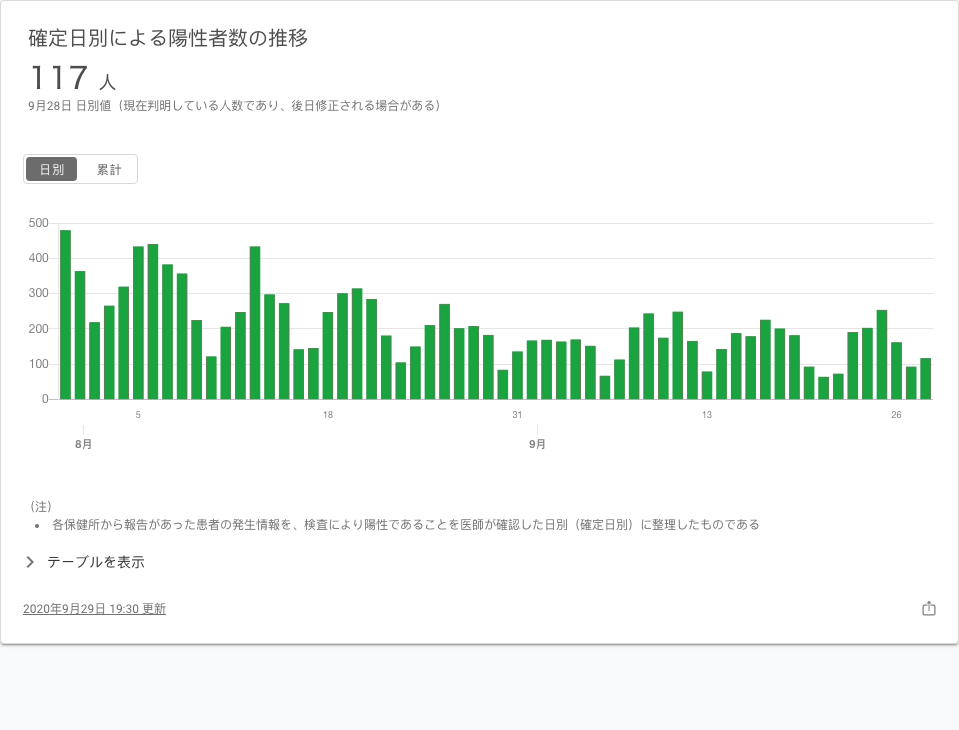 確定日別による陽性者数の推移
117 人
9月28日 日別値（現在判明している人数であり、後日修正される場合がある）
日別 累計
500
400
300
200
100
0
5 18 31 13 26
8月 9月
（注）
• 各保健所から報告があった患者の発生情報を、検査により陽性であることを医師が確認した日別（確定日別）に整理したものである
テーブルを表示
2020年9月29日 19:30 更新